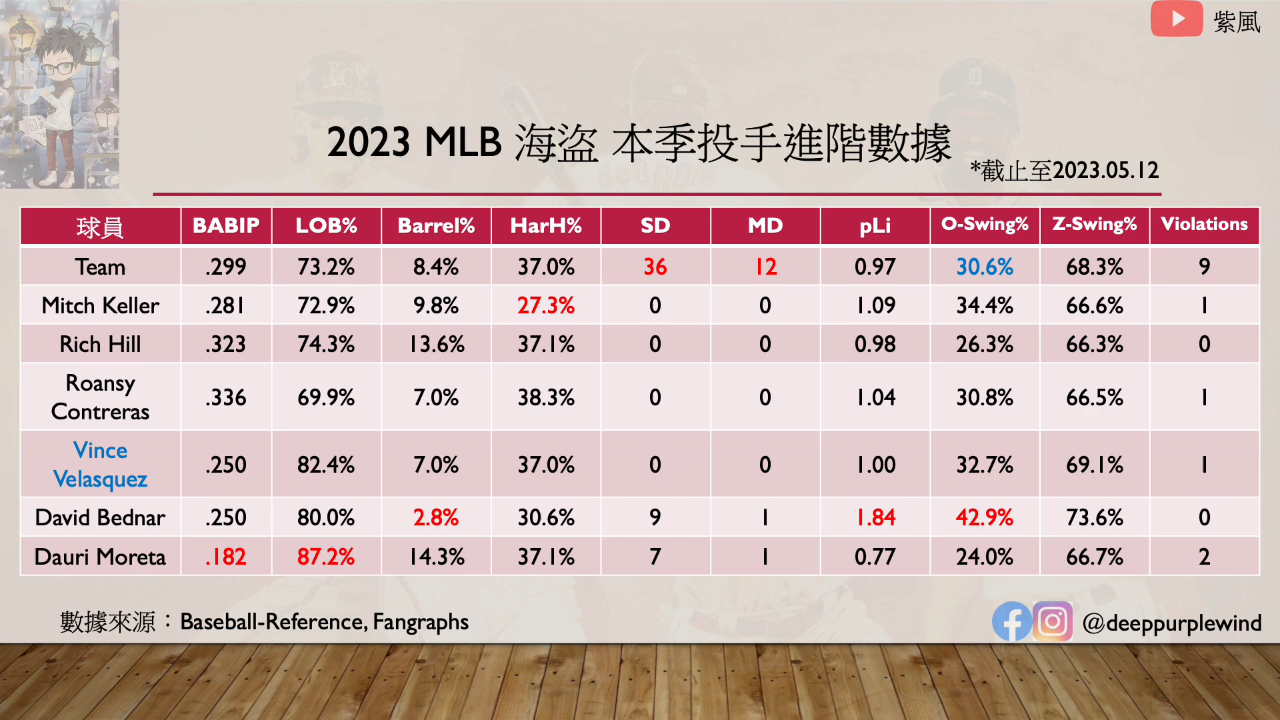 紫風
2023 MLB 海盜 本季投手進階數據
*截止至2023.05.12
球員 BABIP LOB% Barrel% HarH% SD MD pLi O-Swing% Z-Swing% Violations
Team .299 73.2% 8.4% 37.0% 36 12 0.97 30.6% 68.3% 9
Mitch Keller .281 72.9% 9.8% 27.3% 0 0 1.09 34.4% 66.6% 1
Rich Hill .323 74.3% 13.6% 37.1% 0 0 0.98 26.3% 66.3% 0
Roansy
Contreras .336 69.9% 7.0% 38.3% 0 0 1.04 30.8% 66.5% 1
Vince
Velasquez .250 82.4% 7.0% 37.0% 0 0 1.00 32.7% 69.1% 1
David Bednar .250 80.0% 2.8% 30.6% 9 1 1.84 42.9% 73.6% 0
Dauri Moreta .182 87.2% 14.3% 37.1% 7 1 0.77 24.0% 66.7% 2
數據來源：Baseball-Reference, Fangraphs
@deeppurplewind